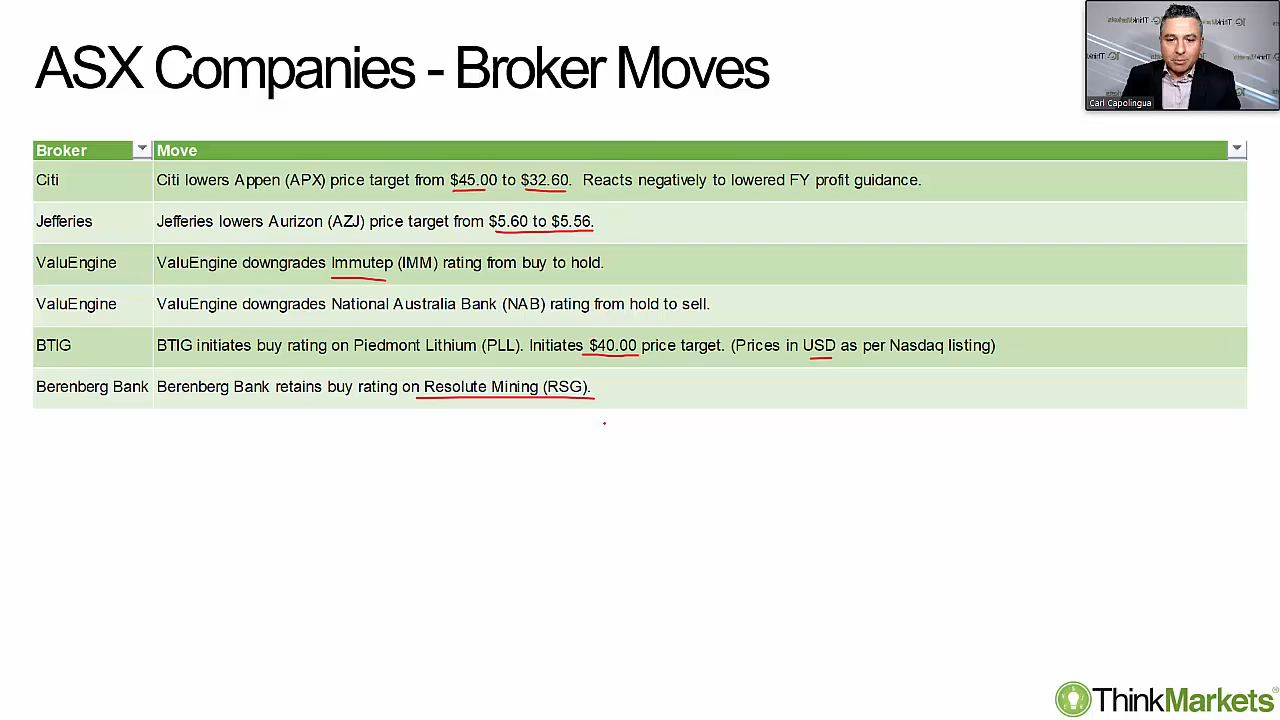 ASX Companies - Broker Moves
Carl Capolingua
Broker Move
Citi Citi lowers Appen (APX) price target from $45.00 to $32.60. Reacts negatively to lowered FY profit guidance.
Jefferies Jefferies lowers Aurizon (AZJ) price target from $5.60 to $5.56.
ValuEngine ValuEngine downgrades Immutep (IMM) rating from buy to hold.
ValuEngine ValuEngine downgrades National Australia Bank (NAB) rating from hold to sell.
BTIG BTIG initiates buy rating on Piedmont Lithium (PLL). Initiates $40.00 price target. (Prices in USD as per Nasdaq listing)
Berenberg Bank Berenberg Bank retains buy rating on Resolute Mining (RSG).
ThinkMarkets®